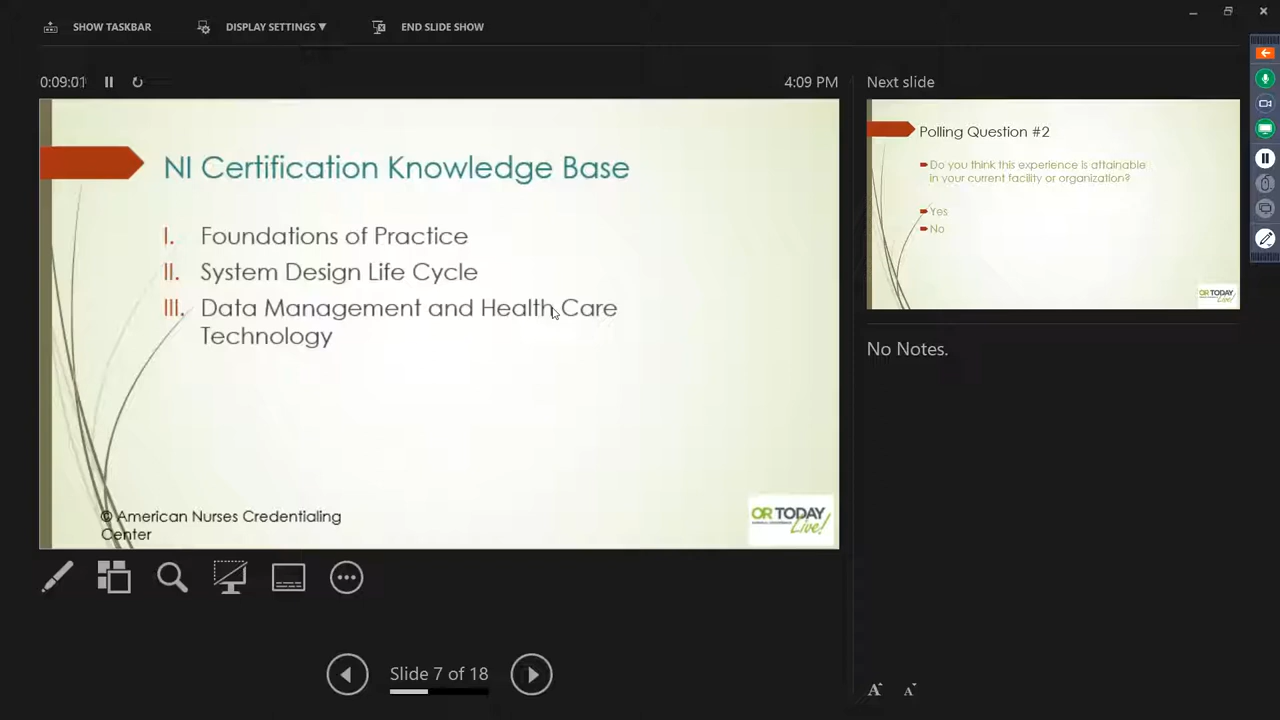 SHOW TASKBAR
DISPLAY SETTINGS ▼
END SLIDE SHOW
0:09:01
4:09 PM
NI Certification Knowledge Base
I. Foundations of Practice
II. System Design Life Cycle
III. Data Management and Health Care
Technology
© American Nurses Credentialing
Center
OR TODAY
Live!
Slide 7 of 18
Next slide
Polling Question #2
Do you think this experience is attainable
in your current facility or organization?
Yes
No
OR TODAY
Live!
No Notes.
A A